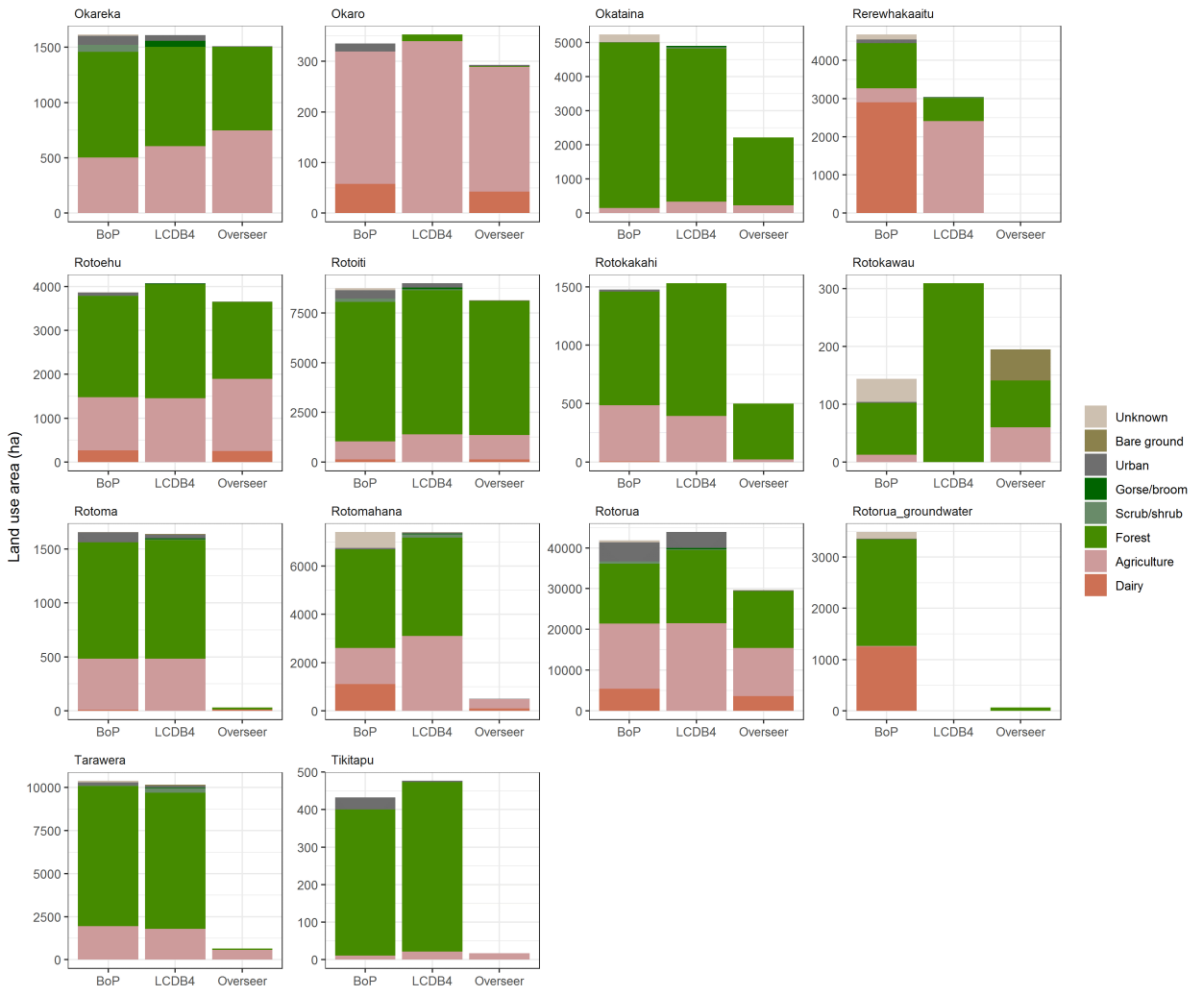 Okareka
Okaro
Okataina
Rerewhakaaitu
1500
1000
500
0
300
200
100
0
5000
4000
3000
2000
1000
0
4000
3000
2000
1000
0
BoP LCDB4 Overseer
BoP LCDB4 Overseer
BoP LCDB4 Overseer
BoP LCDB4 Overseer
Rotoehu
Rotoiti
Rotokakahi
Rotokawau
4000
3000
2000
1000
0
7500
5000
2500
0
1500
1000
500
0
300
200
100
0
BoP LCDB4 Overseer
BoP LCDB4 Overseer
BoP LCDB4 Overseer
BoP LCDB4 Overseer
Land use area (ha)
Rotoma
Rotomahana
Rotorua
Rotorua_groundwater
1500
1000
500
0
6000
4000
2000
0
40000
30000
20000
10000
0
3000
2000
1000
0
BoP LCDB4 Overseer
BoP LCDB4 Overseer
BoP LCDB4 Overseer
BoP LCDB4 Overseer
Tarawera
Tikitapu
10000
7500
5000
2500
0
500
400
300
200
100
0
BoP LCDB4 Overseer
BoP LCDB4 Overseer
Unknown
Bare ground
Urban
Gorse/broom
Scrub/shrub
Forest
Agriculture
Dairy